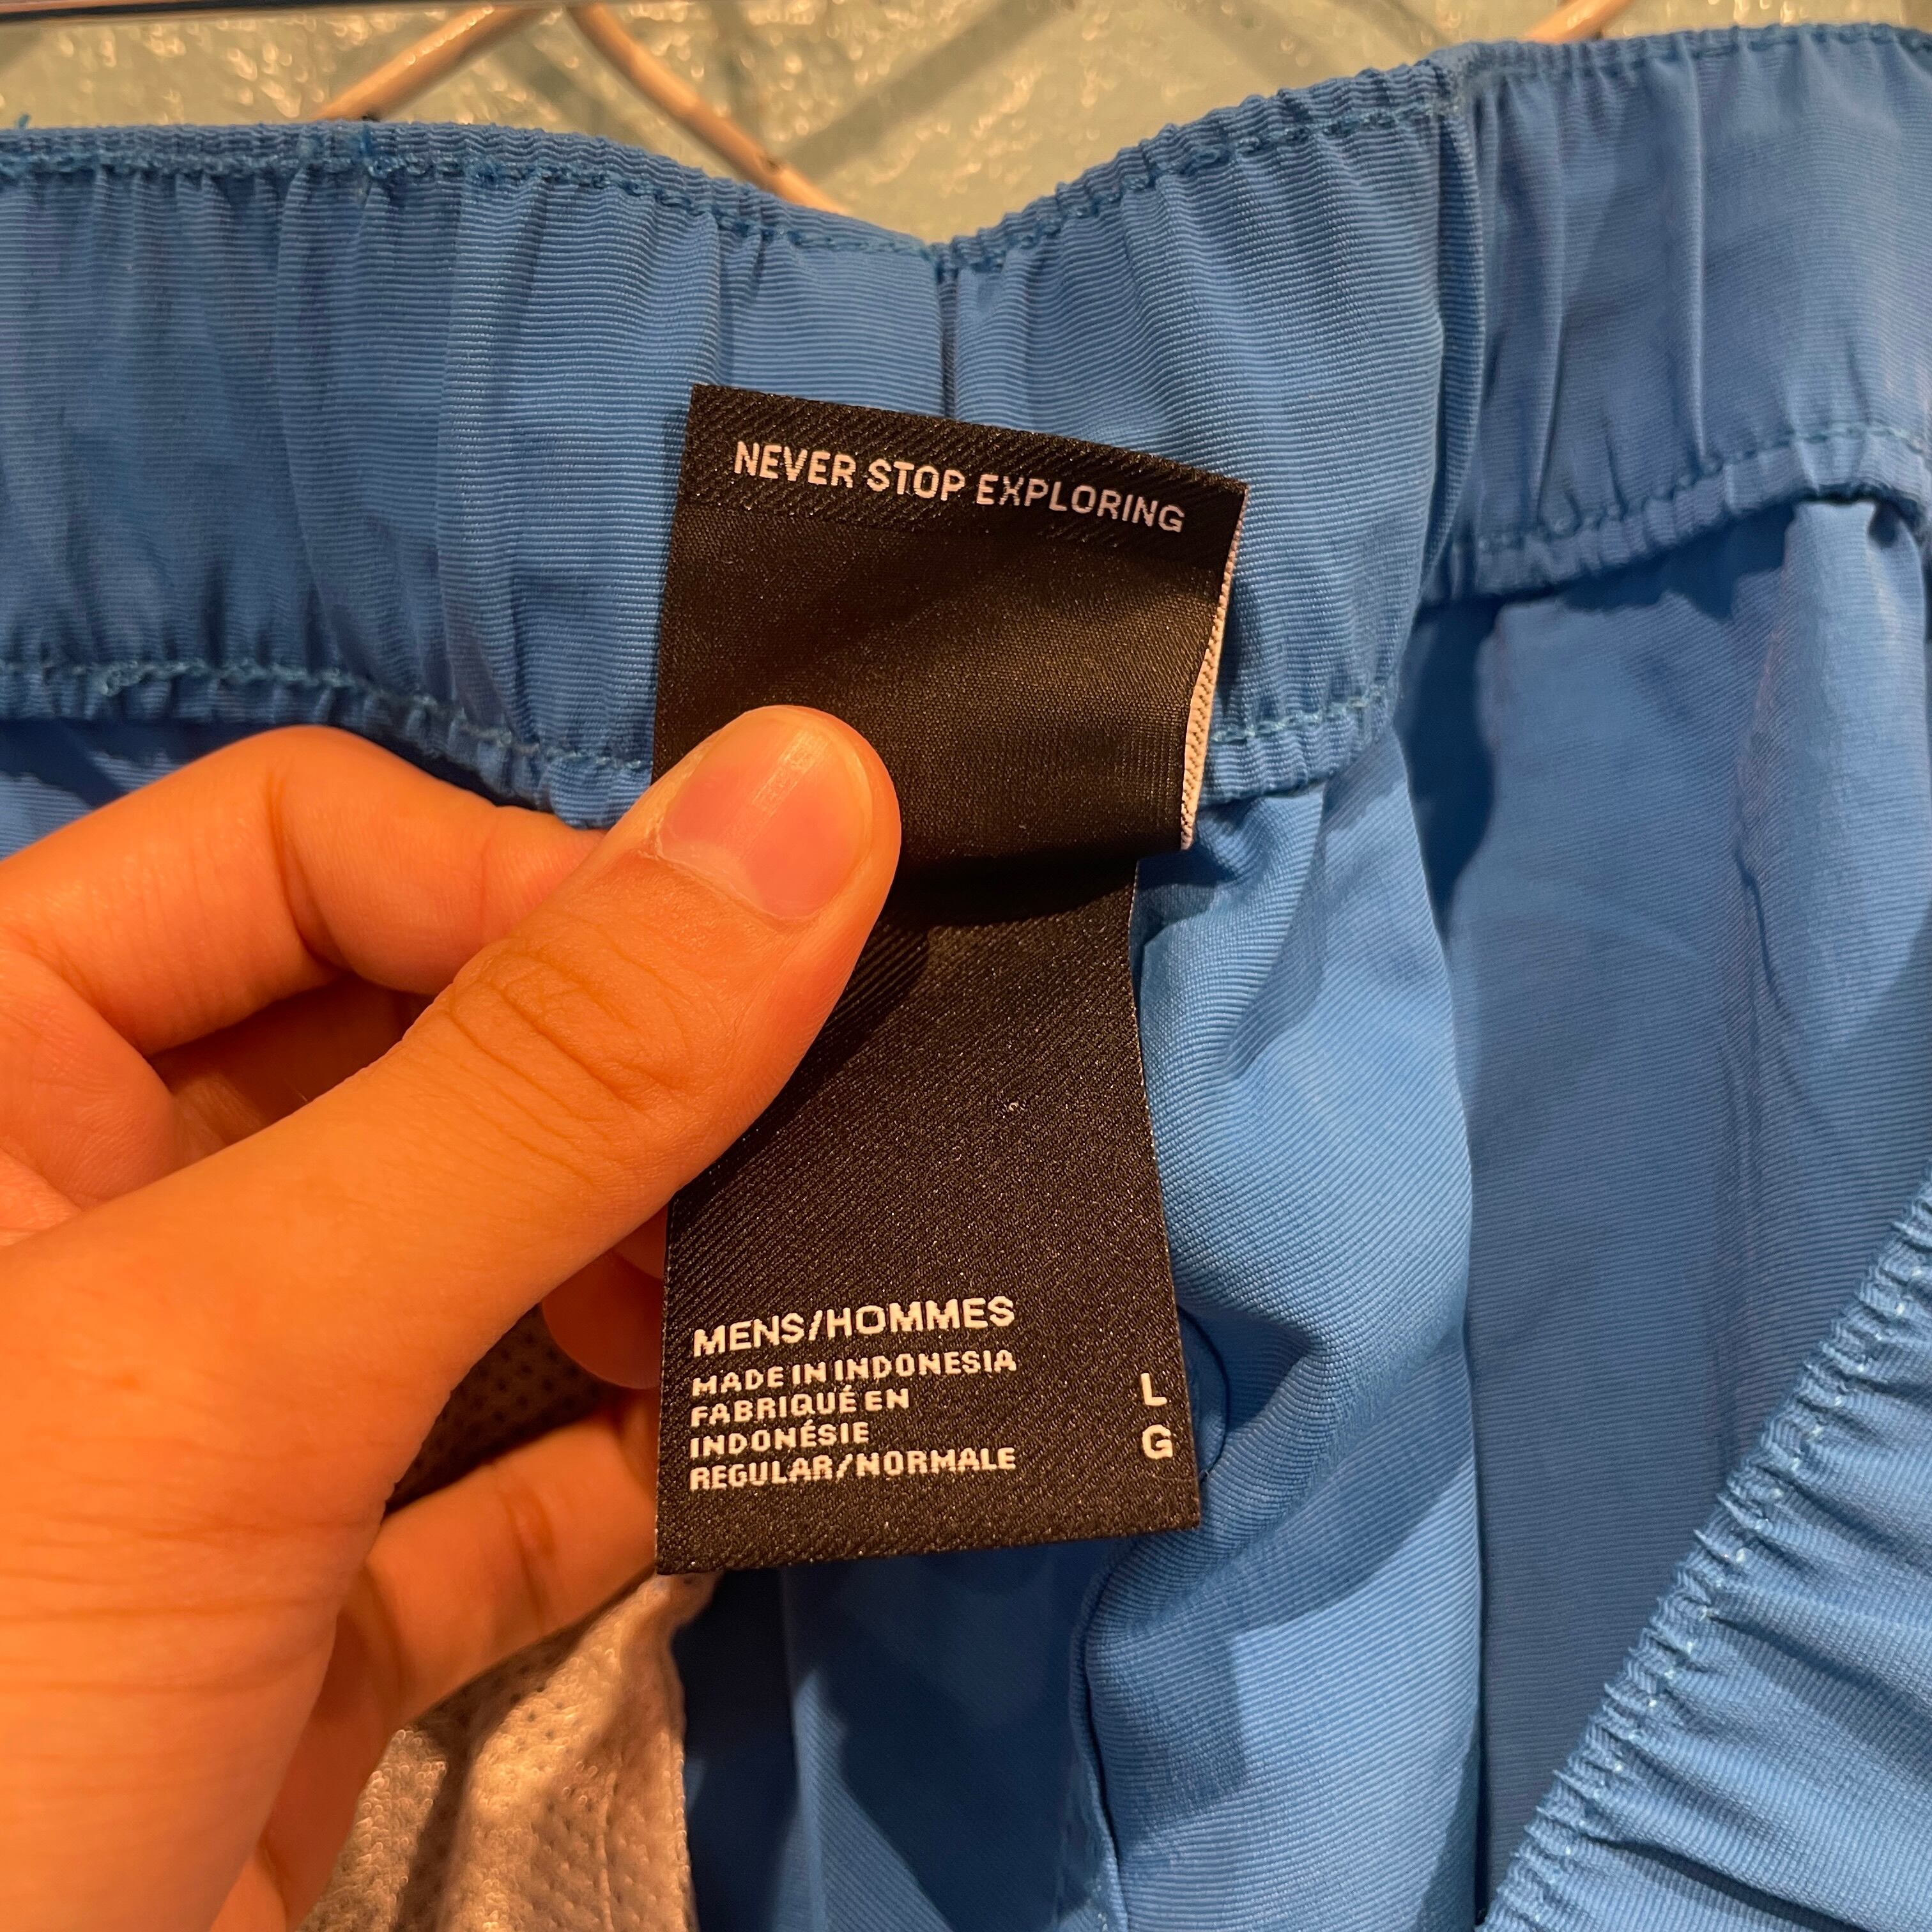 NEVER STOP EXPLORING
MENS/HOMMES
MADE IN INDONESIA
FABRIQUÉ EN
INDONÉSIE
REGULAR/NORMALE
L
G